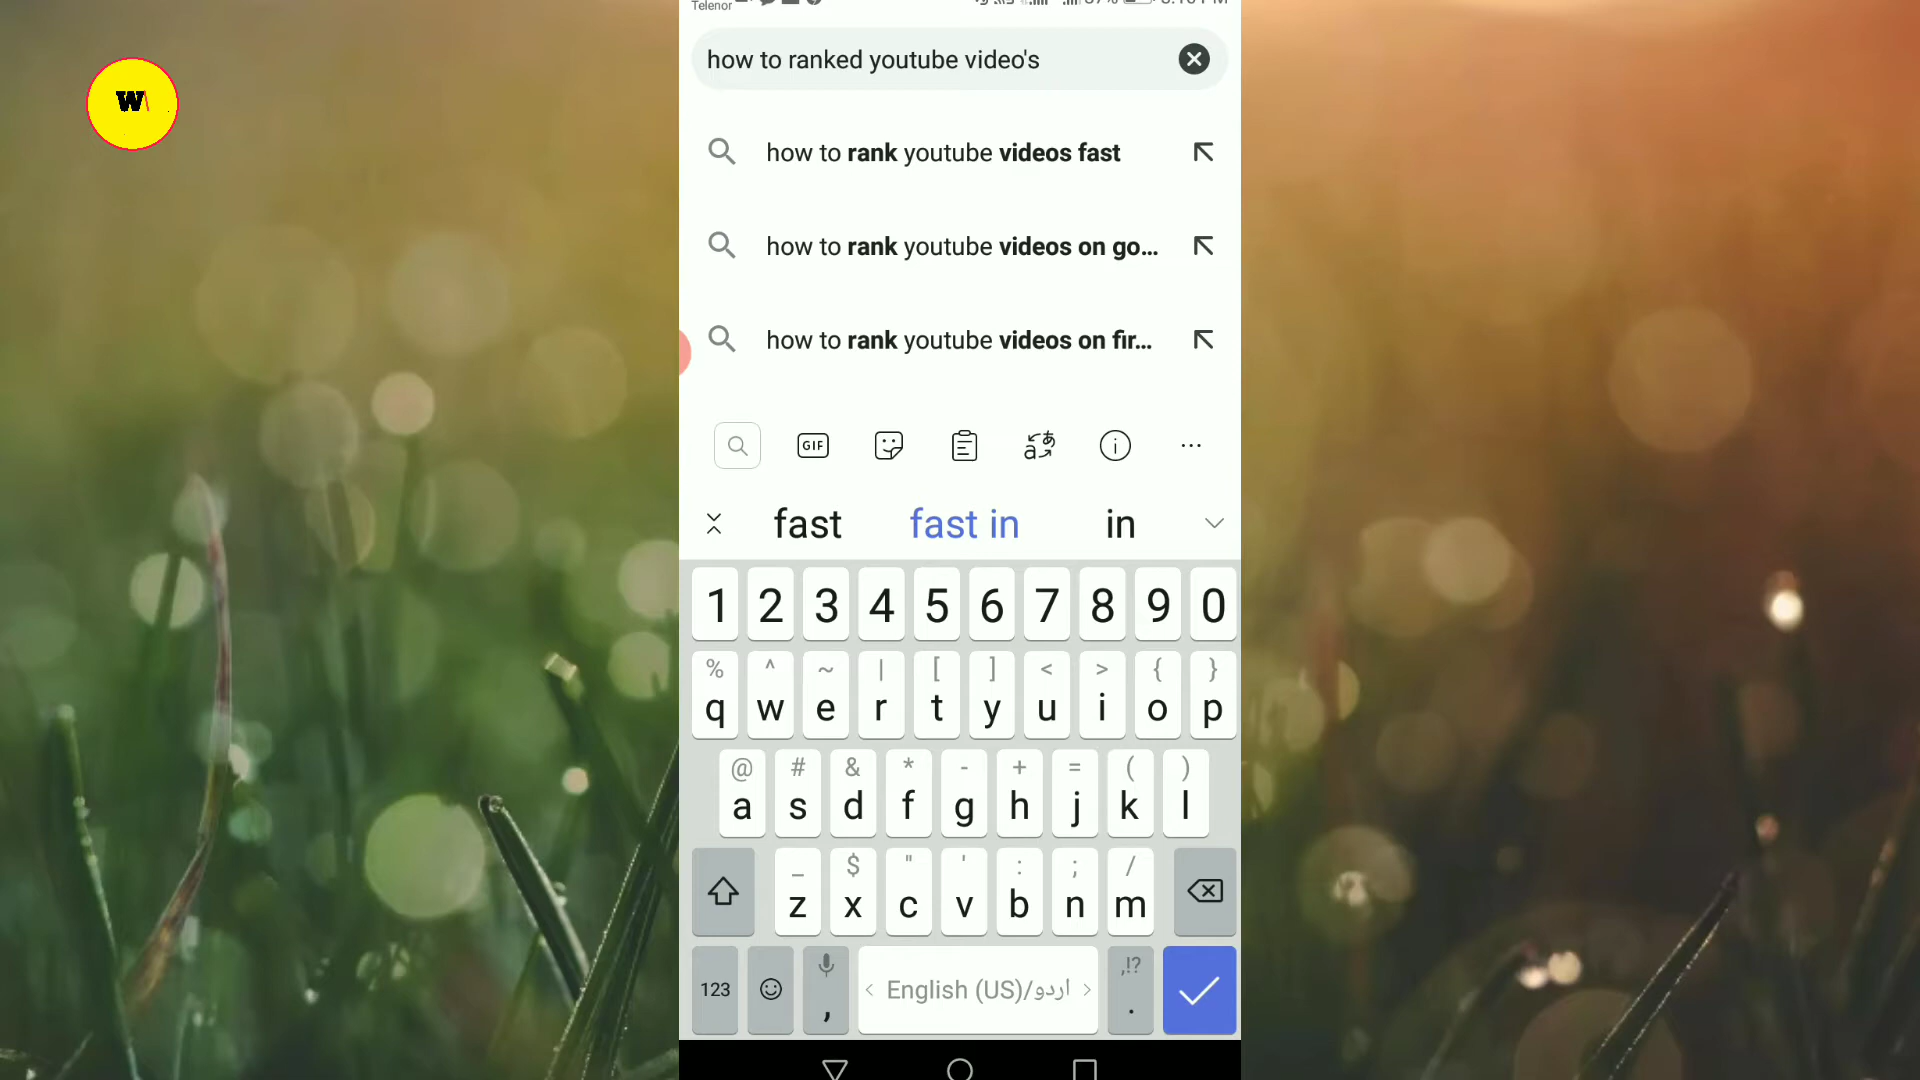 Telenor
W
how to ranked youtube video's
how to rank youtube videos fast
how to rank youtube videos on go...
how to rank youtube videos on fir...
GIF
fast fast in in
1 2 3 4 5 6 7 8 9 0
% ^ ~ | [ ] < > { }
q w e r t y u i o p
@ # & * - + = ( )
a s d f g h j k l
_ $ " ' : ; /
z x c v b n m
123 , < English (US)/اردو > ,!? .